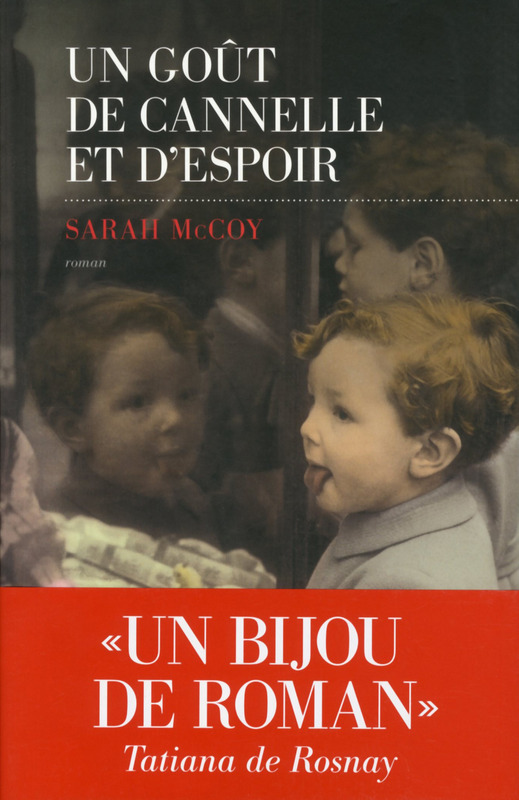 UN GOÛT
DE CANNELLE
ET D'ESPOIR
SARAH McCOY
roman
«UN BIJOU
DE ROMAN»
Tatiana de Rosnay